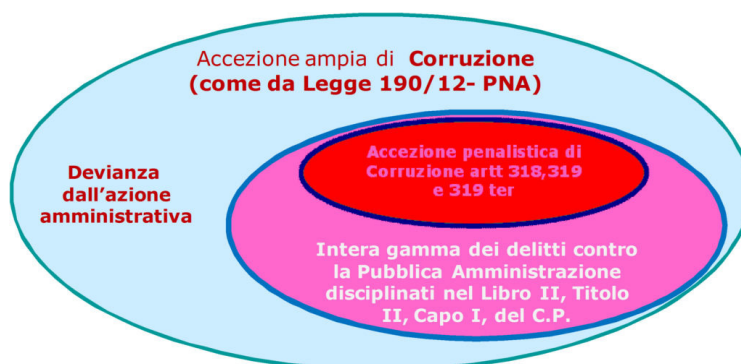 Accezione ampia di Corruzione
(come da Legge 190/12- PNA)
Accezione penalistica di
Corruzione artt 318,319
e 319 ter
Devianza
dall'azione
amministrativa
Intera gamma dei delitti contro
la Pubblica Amministrazione
disciplinati nel Libro II, Titolo
II, Capo I, del C.P.